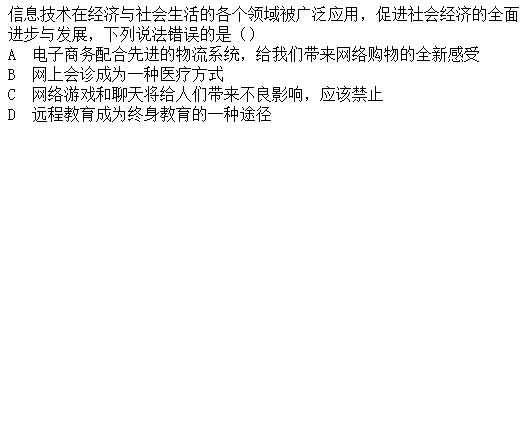 信息技术在经济与社会生活的各个领域被广泛应用，促进社会经济的全面
进步与发展，下列说法错误的是（）
A 电子商务配合先进的物流系统，给我们带来网络购物的全新感受
B 网上会诊成为一种医疗方式
C 网络游戏和聊天将给人们带来不良影响，应该禁止
D 远程教育成为终身教育的一种途径